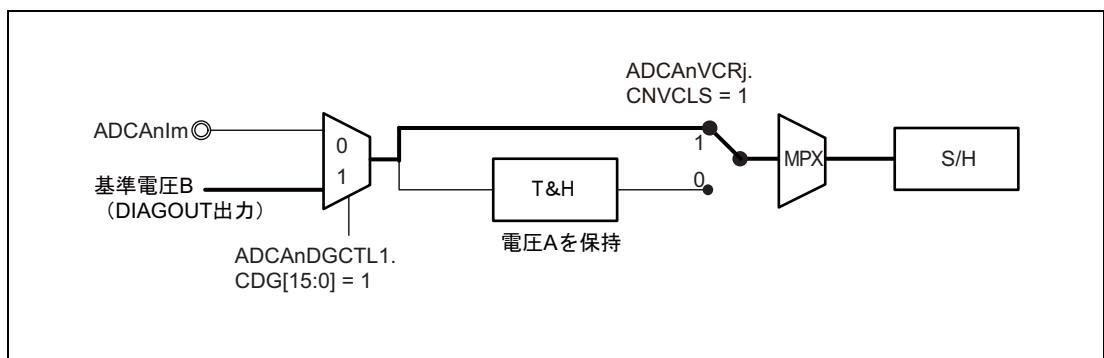 ADCAnVCRj.
CNVCLS = 1
ADCAnIm
0
1
1
MPX
S/H
基準電圧B
（DIAGOUT出力）
T&H
0
電圧Aを保持
ADCAnDGCTL1.
CDG[15:0] = 1